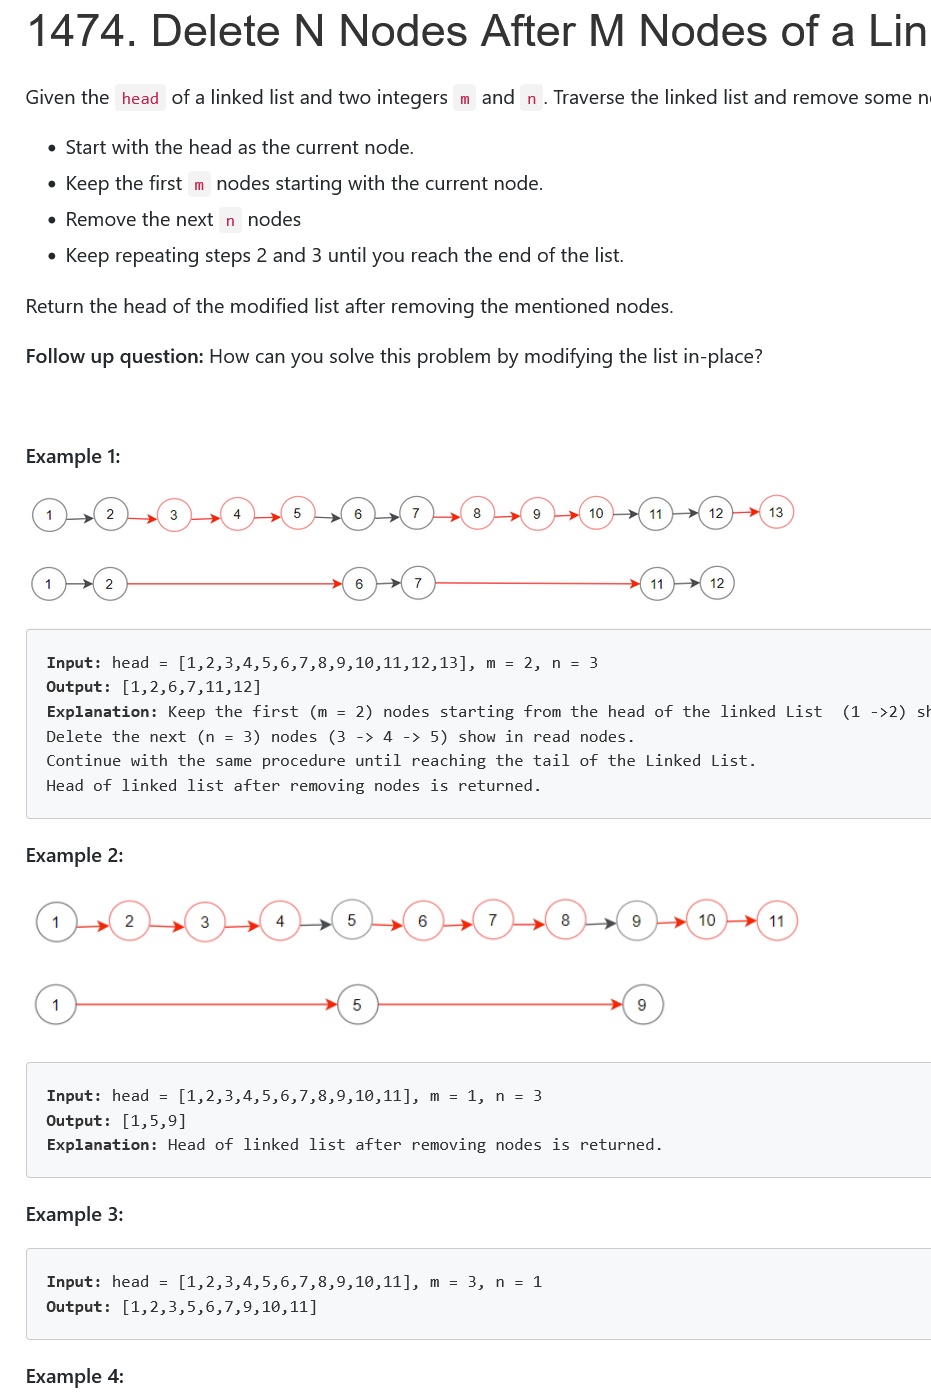 1474. Delete N Nodes After M Nodes of a Lin
Given the head of a linked list and two integers m and n . Traverse the linked list and remove some n
• Start with the head as the current node.
• Keep the first m nodes starting with the current node.
• Remove the next n nodes
• Keep repeating steps 2 and 3 until you reach the end of the list.
Return the head of the modified list after removing the mentioned nodes.
Follow up question: How can you solve this problem by modifying the list in-place?
Example 1:
1 2 3 4 5 6 7 8 9 10 11 12 13
1 2 6 7 11 12
Input: head = [1,2,3,4,5,6,7,8,9,10,11,12,13], m = 2, n = 3
Output: [1,2,6,7,11,12]
Explanation: Keep the first (m = 2) nodes starting from the head of the linked List  (1 ->2) sh
Delete the next (n = 3) nodes (3 -> 4 -> 5) show in read nodes.
Continue with the same procedure until reaching the tail of the Linked List.
Head of linked list after removing nodes is returned.
Example 2:
1 2 3 4 5 6 7 8 9 10 11
1 5 9
Input: head = [1,2,3,4,5,6,7,8,9,10,11], m = 1, n = 3
Output: [1,5,9]
Explanation: Head of linked list after removing nodes is returned.
Example 3:
Input: head = [1,2,3,4,5,6,7,8,9,10,11], m = 3, n = 1
Output: [1,2,3,5,6,7,9,10,11]
Example 4: